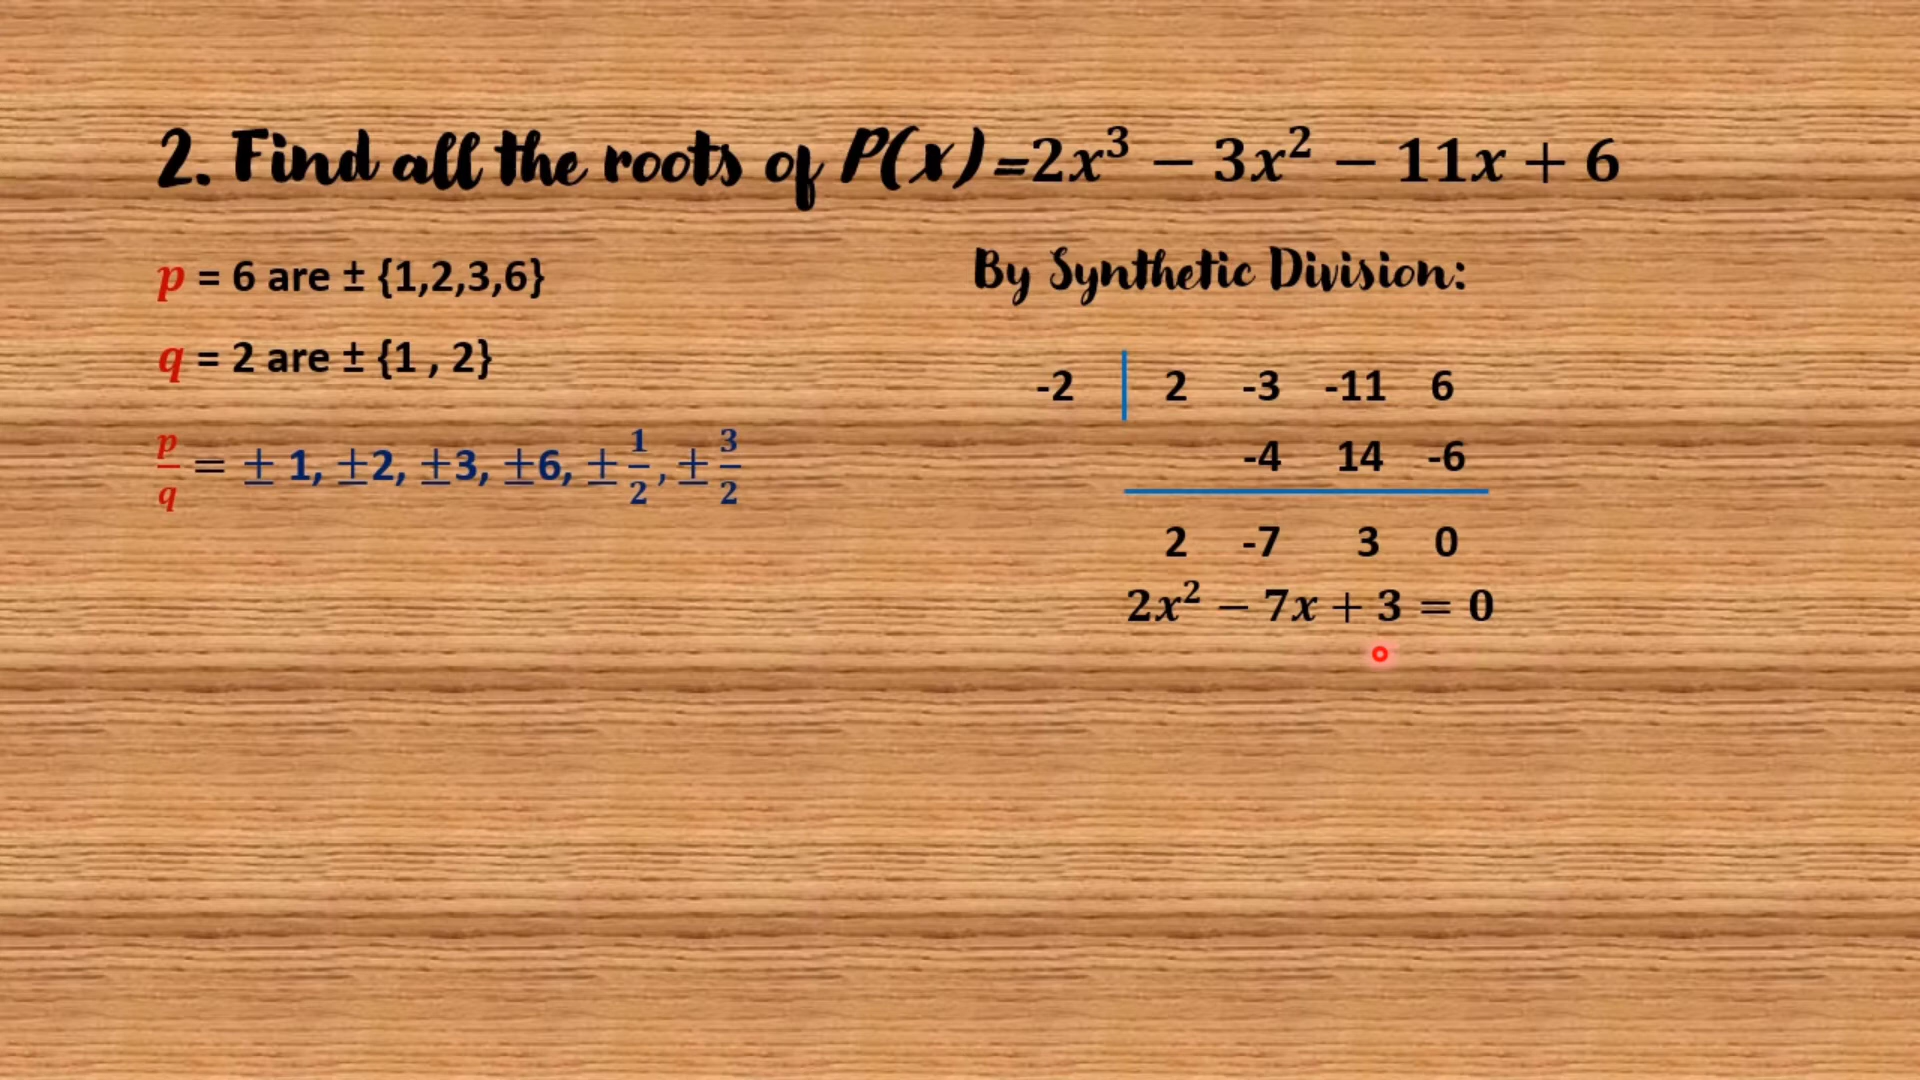 2. Find all the roots of P(x)=2x³ − 3x² − 11x + 6
p = 6 are ± {1,2,3,6}
q = 2 are ± {1 , 2}
p/q = ± 1, ±2, ±3, ±6, ± 1/2, ± 3/2
By Synthetic Division:
-2 | 2 -3 -11 6
-4 14 -6
2 -7 3 0
2x² − 7x + 3 = 0